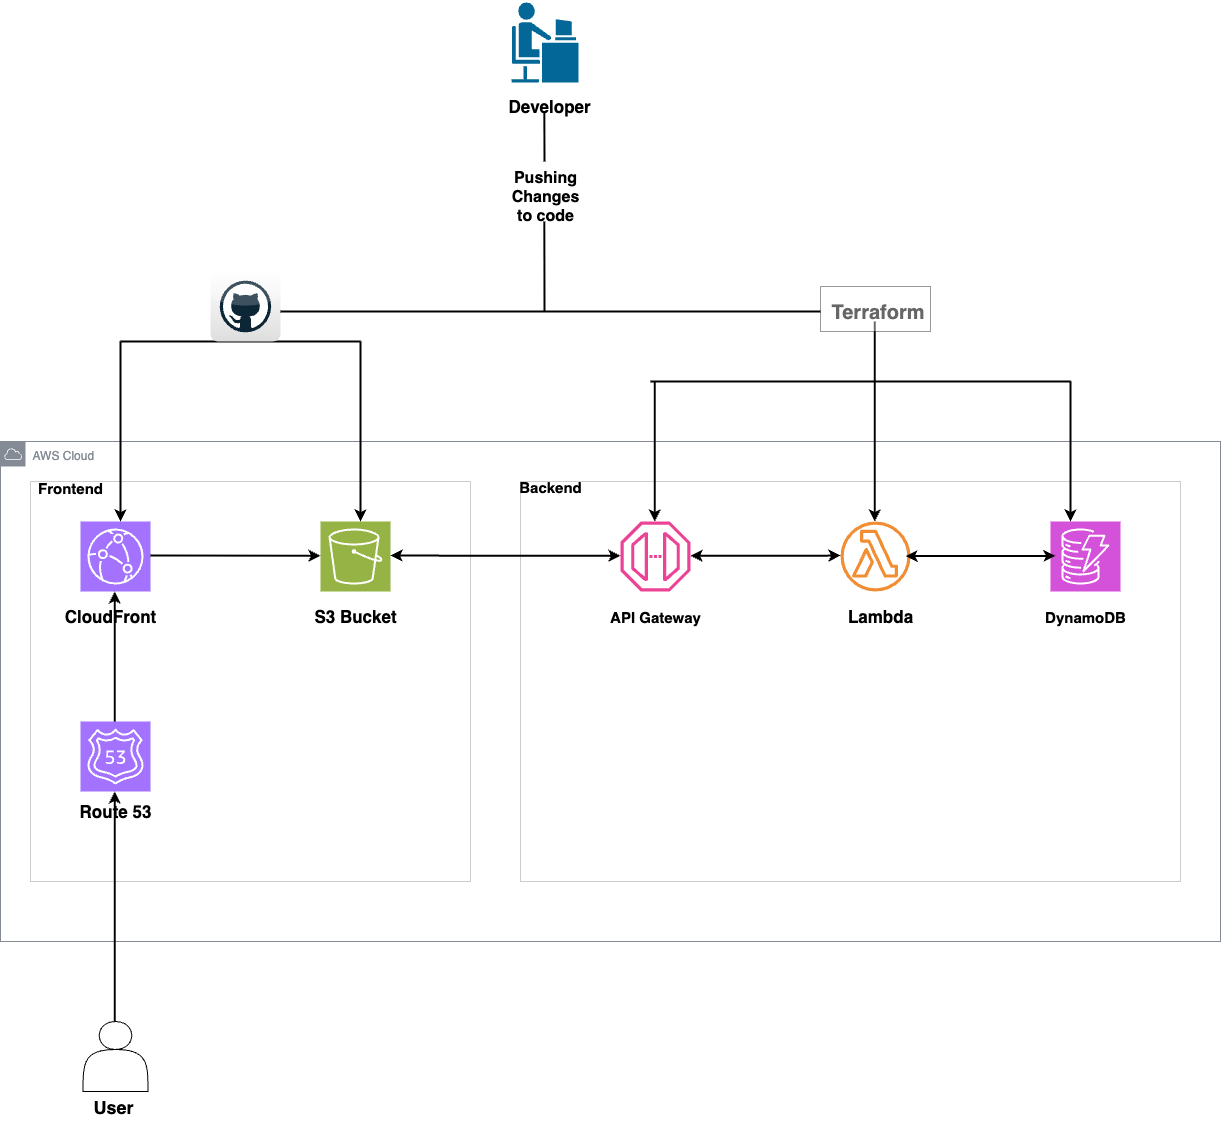 Developer
Pushing
Changes
to code
Terraform
AWS Cloud
Frontend
Backend
CloudFront
S3 Bucket
API Gateway
Lambda
DynamoDB
53
Route 53
User